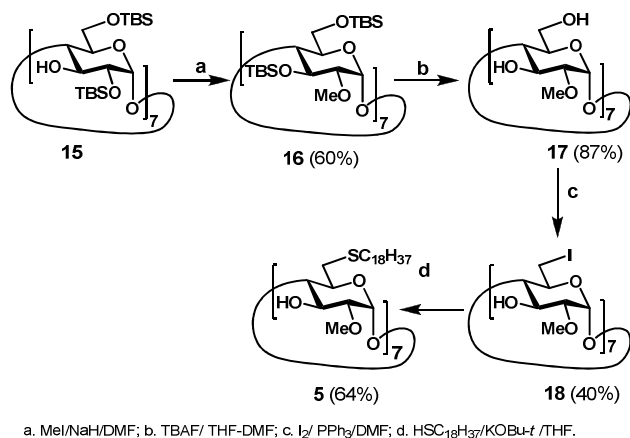 OTBS
O
HO
TBSO
O
7
15
a
OTBS
O
TBSO
MeO
O
7
16 (60%)
b
OH
O
HO
MeO
O
7
17 (87%)
c
SC18H37
O
HO
MeO
O
7
5 (64%)
d
I
O
HO
MeO
O
7
18 (40%)
a. MeI/NaH/DMF; b. TBAF/ THF-DMF; c. I2/ PPh3/DMF; d. HSC18H37/KOBu-t /THF.